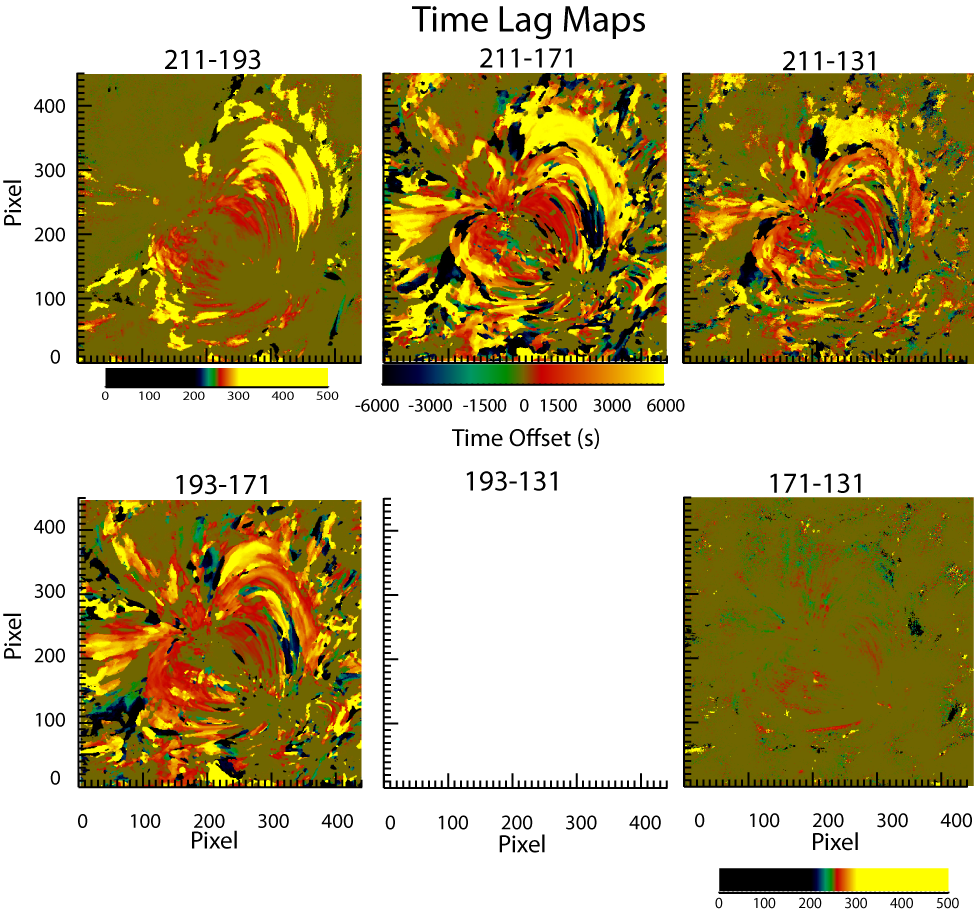 Time Lag Maps
211-193 211-171 211-131
Pixel
400
300
200
100
0
0 100 200 300 400 500
-6000 -3000 -1500 0 1500 3000 6000
Time Offset (s)
193-171 193-131 171-131
Pixel
400
300
200
100
0
0 100 200 300 400 0 100 200 300 400 0 100 200 300 400
Pixel Pixel Pixel
0 100 200 300 400 500